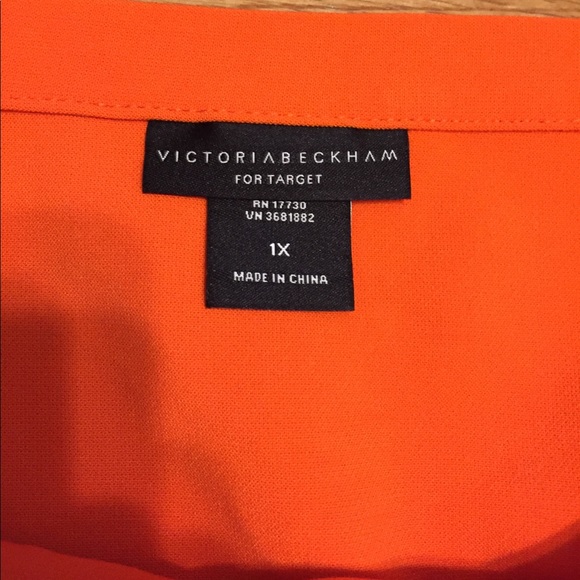 VICTORIABECKHAM
FOR TARGET
RN 17730
VN 3681882
1X
MADE IN CHINA